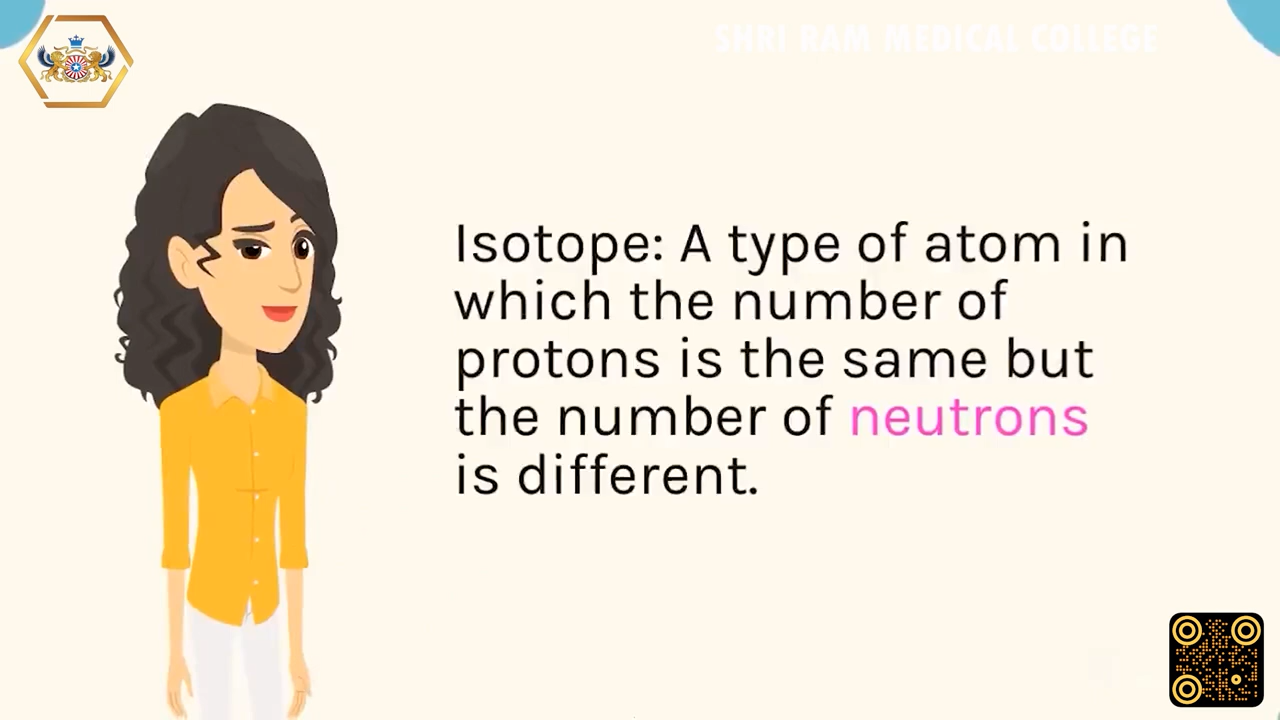 SHRI RAM MEDICAL COLLEGE
Isotope: A type of atom in
which the number of
protons is the same but
the number of neutrons
is different.